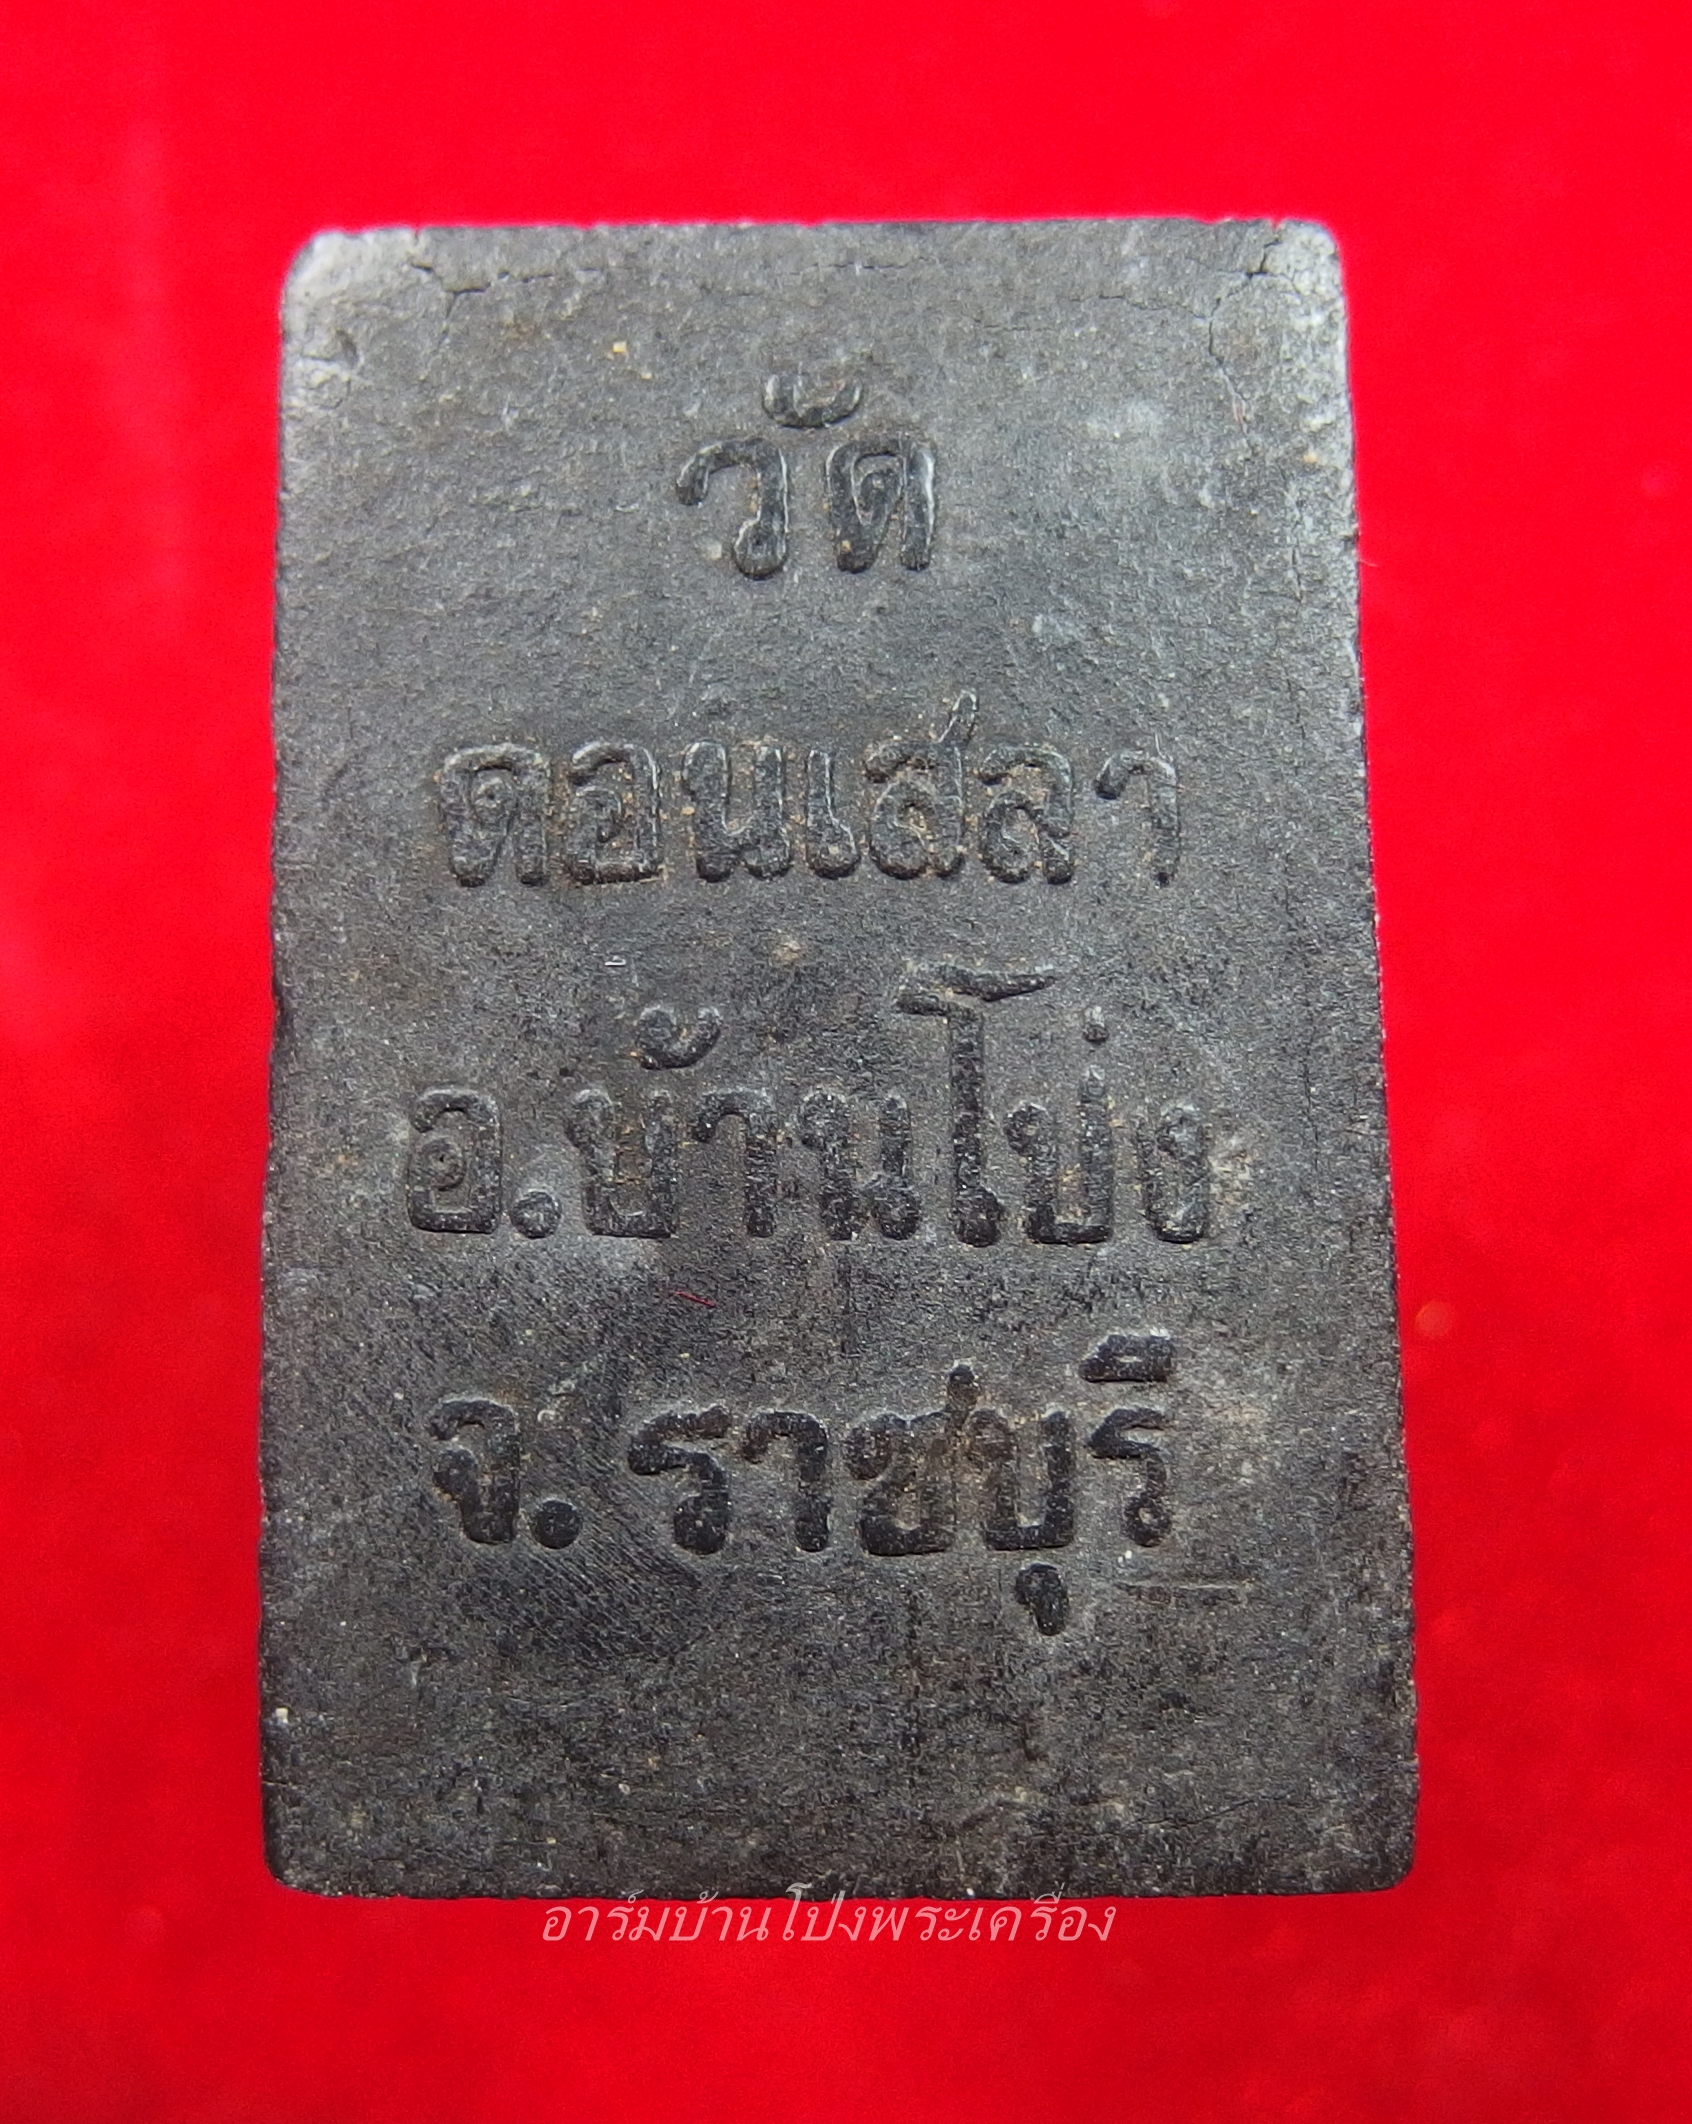 วัด
ดอนเสลา
อ.บ้านโป่ง
จ.ราชบุรี
อาร์มบ้านโป่งพระเครื่อง